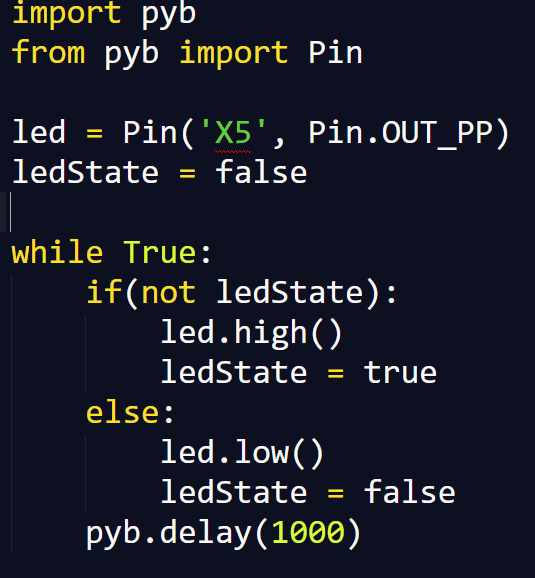 import pyb
from pyb import Pin

led = Pin('X5', Pin.OUT_PP)
ledState = false

while True:
    if(not ledState):
        led.high()
        ledState = true
    else:
        led.low()
        ledState = false
    pyb.delay(1000)